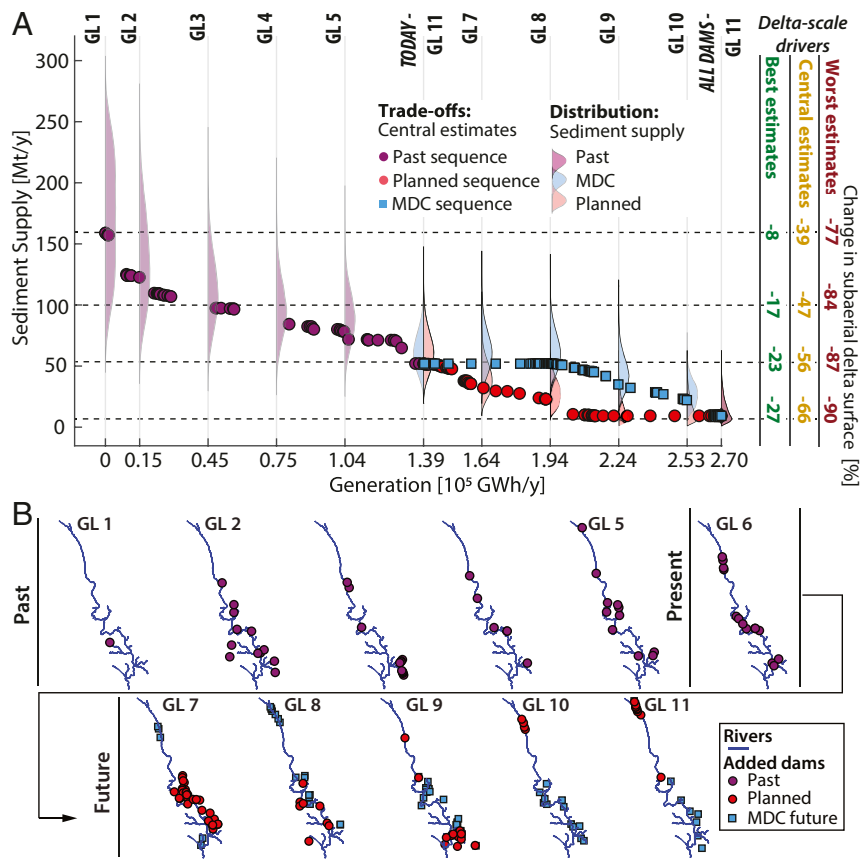 A
GL 1
GL 2
GL3
GL 4
GL 5
TODAY -
GL 11
GL 7
GL 8
GL 9
GL 10
ALL DAMS -
GL 11
Delta-scale
drivers
Best estimates
Central estimates
Worst estimates
Change in subaerial delta surface
[%]
Sediment Supply [Mt/y]
300
250
200
150
100
50
0
Trade-offs:
Central estimates
Past sequence
Planned sequence
MDC sequence
Distribution:
Sediment supply
Past
MDC
Planned
-8 -39 -77
-17 -47 -84
-23 -56 -87
-27 -66 -90
0 0.15 0.45 0.75 1.04 1.39 1.64 1.94 2.24 2.53 2.70
Generation [10⁵ GWh/y]
B
Past
GL 1
GL 2
GL 5
Present
GL 6
Future
GL 7
GL 8
GL 9
GL 10
GL 11
Rivers
Added dams
Past
Planned
MDC future